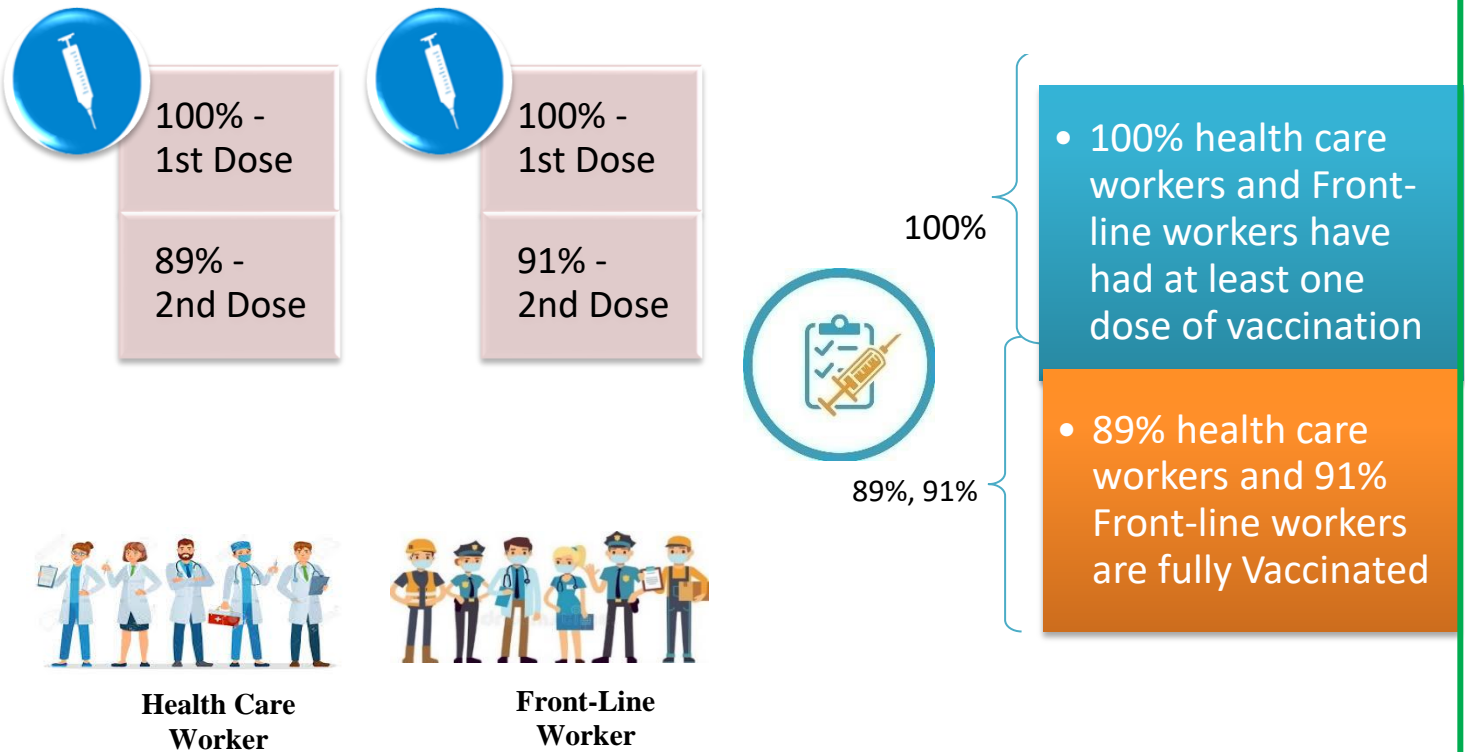 100% -
1st Dose
89% -
2nd Dose
100% -
1st Dose
91% -
2nd Dose
Health Care
Worker
Front-Line
Worker
100%
89%, 91%
• 100% health care
workers and Front-
line workers have
had at least one
dose of vaccination
• 89% health care
workers and 91%
Front-line workers
are fully Vaccinated